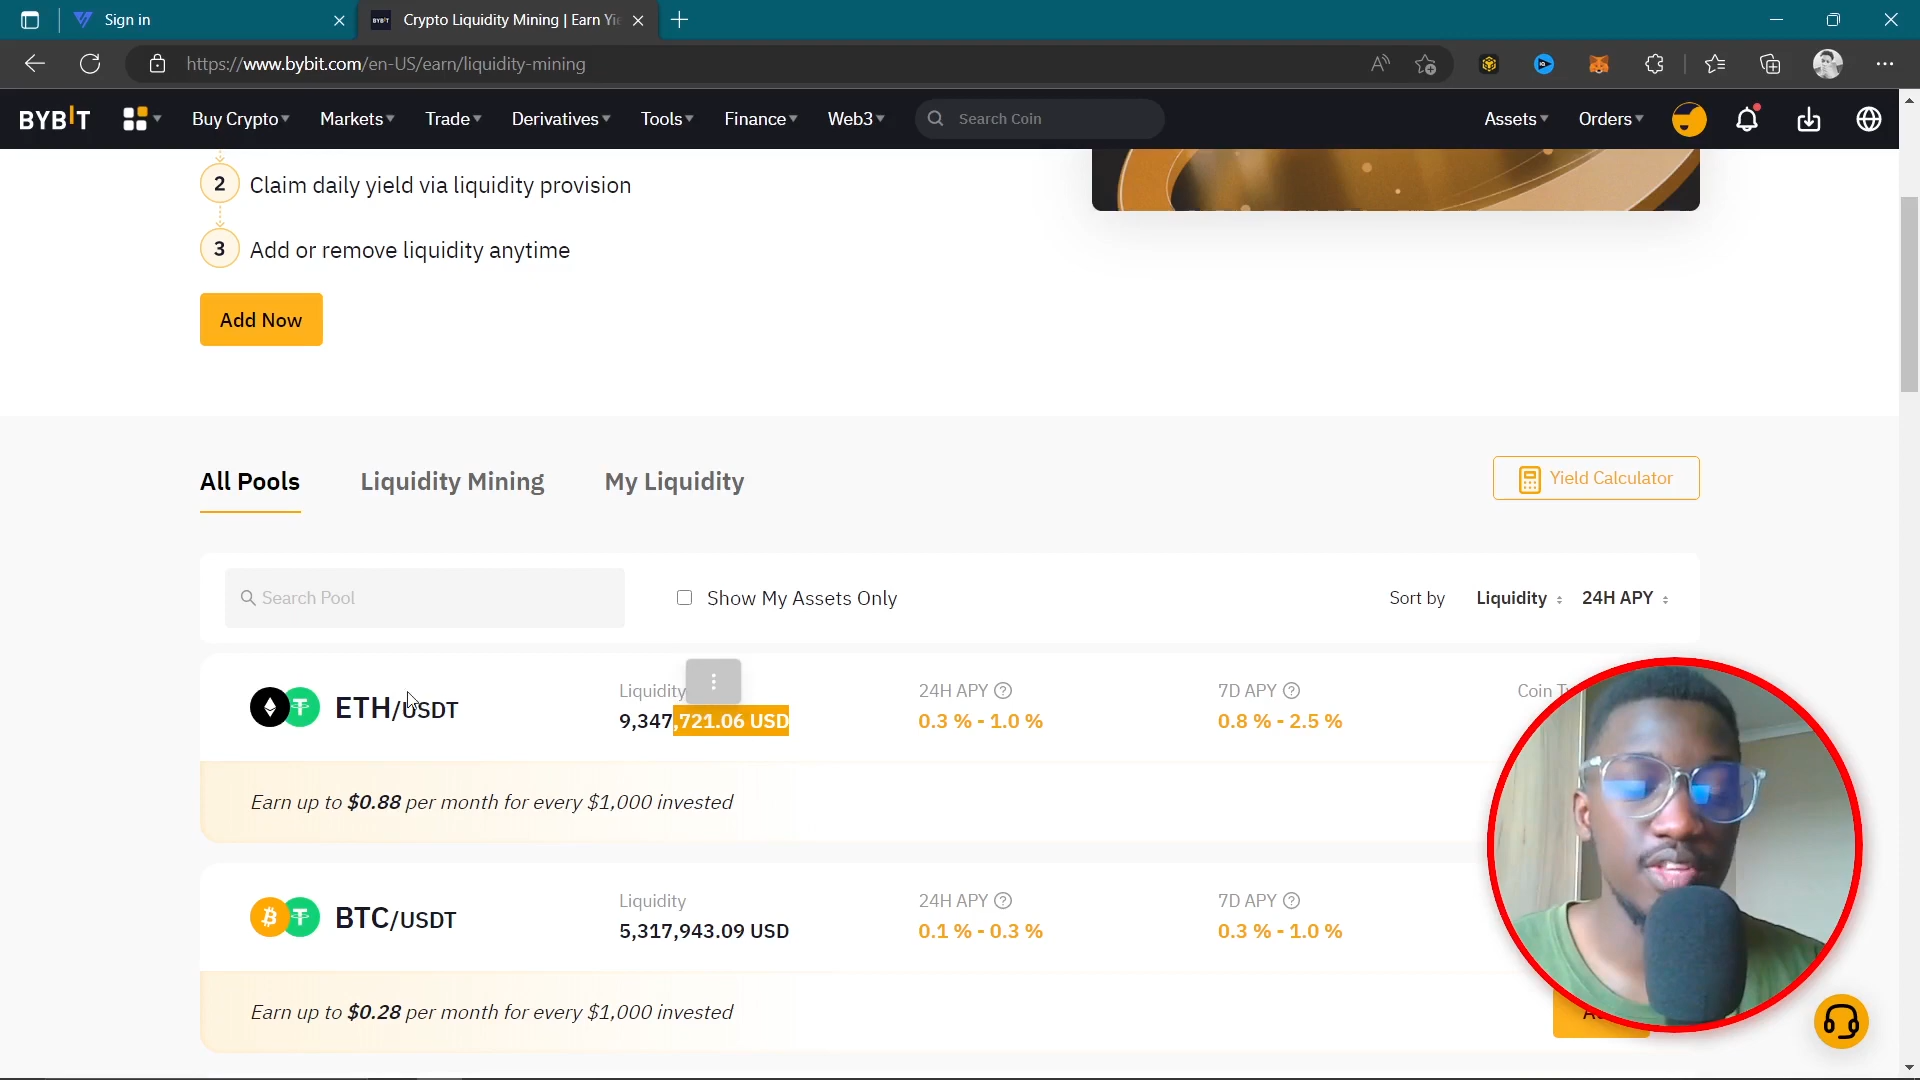 Sign in
Crypto Liquidity Mining | Earn Yie
https://www.bybit.com/en-US/earn/liquidity-mining
BYBIT
Buy Crypto
Markets
Trade
Derivatives
Tools
Finance
Web3
Search Coin
Assets
Orders
2
Claim daily yield via liquidity provision
3
Add or remove liquidity anytime
Add Now
All Pools
Liquidity Mining
My Liquidity
Yield Calculator
Search Pool
Show My Assets Only
Sort by
Liquidity
24H APY
ETH/USDT
Liquidity
9,347,721.06 USD
24H APY
0.3 % - 1.0 %
7D APY
0.8 % - 2.5 %
Coin
Earn up to $0.88 per month for every $1,000 invested
BTC/USDT
Liquidity
5,317,943.09 USD
24H APY
0.1 % - 0.3 %
7D APY
0.3 % - 1.0 %
Earn up to $0.28 per month for every $1,000 invested